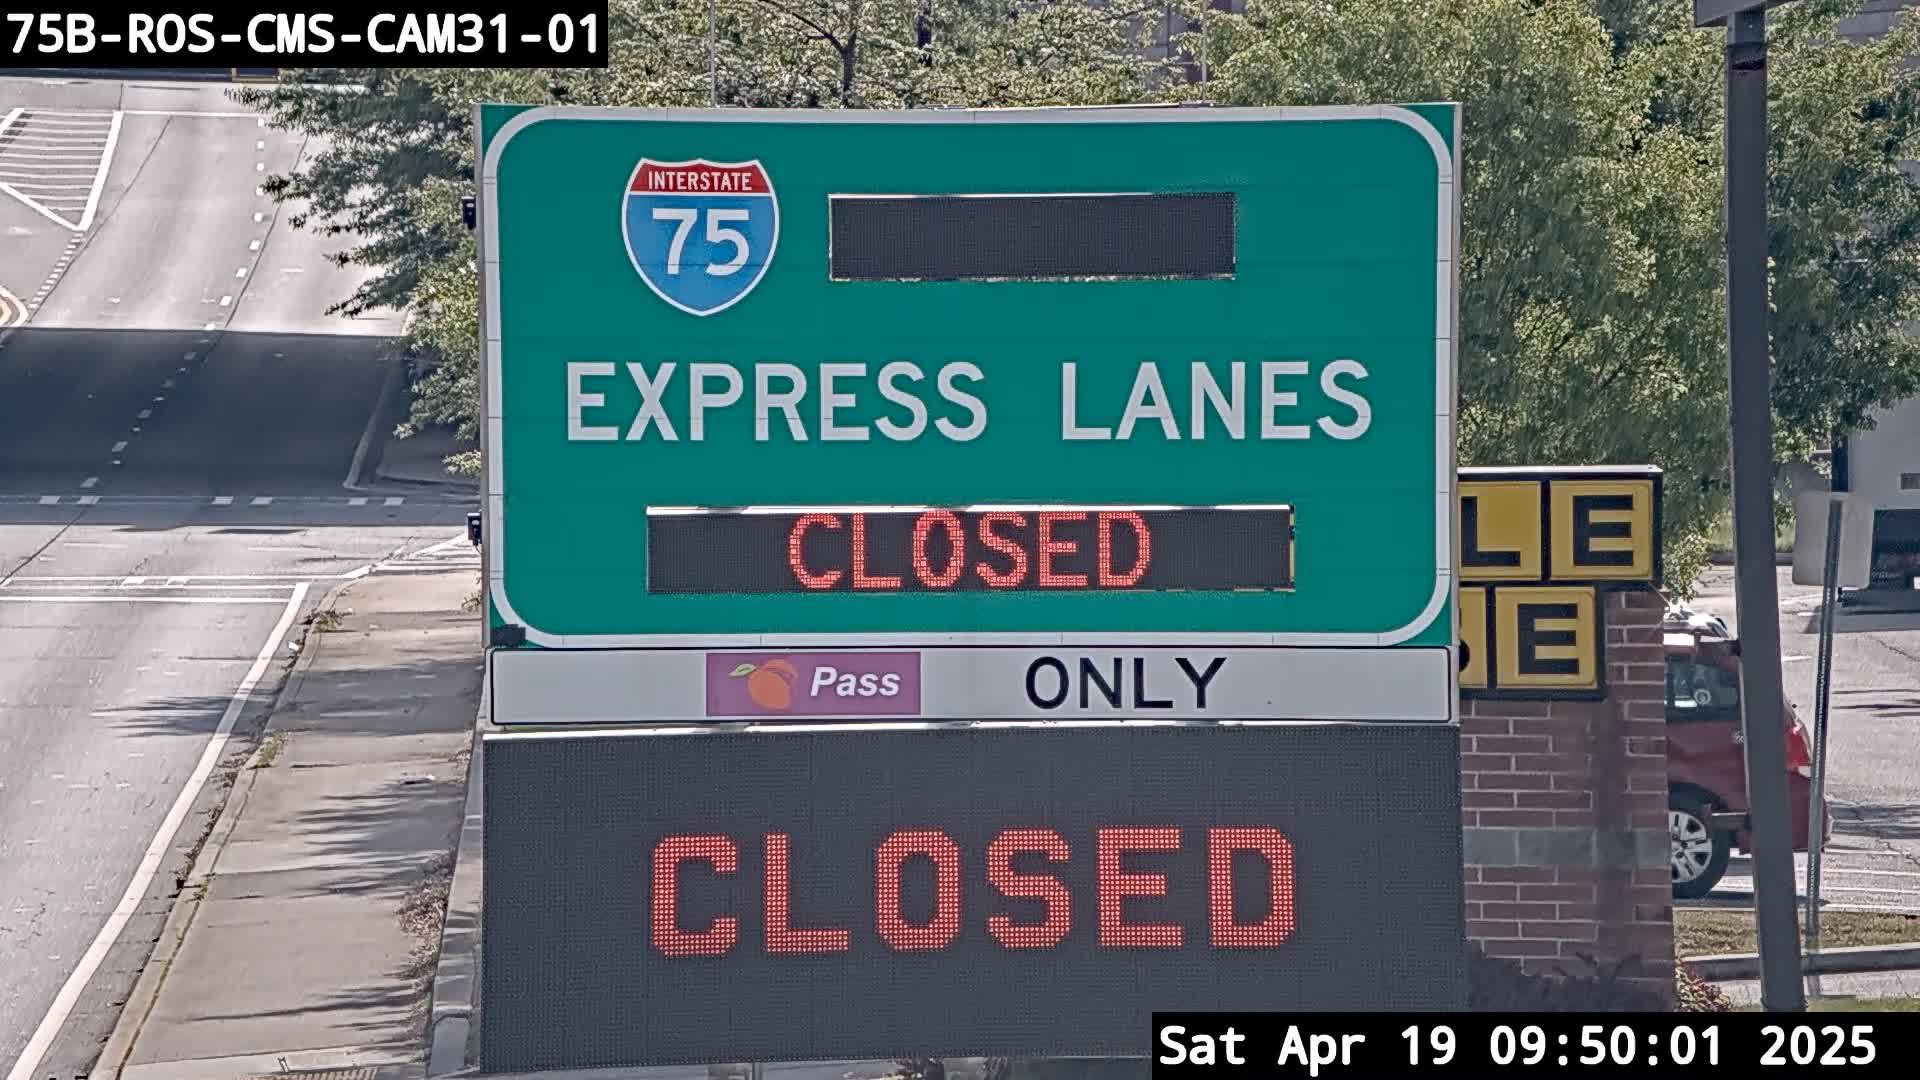 75B-ROS-CMS-CAM31-01
INTERSTATE
75
EXPRESS LANES
CLOSED
LE
E
Pass ONLY
CLOSED
Sat Apr 19 09:50:01 2025